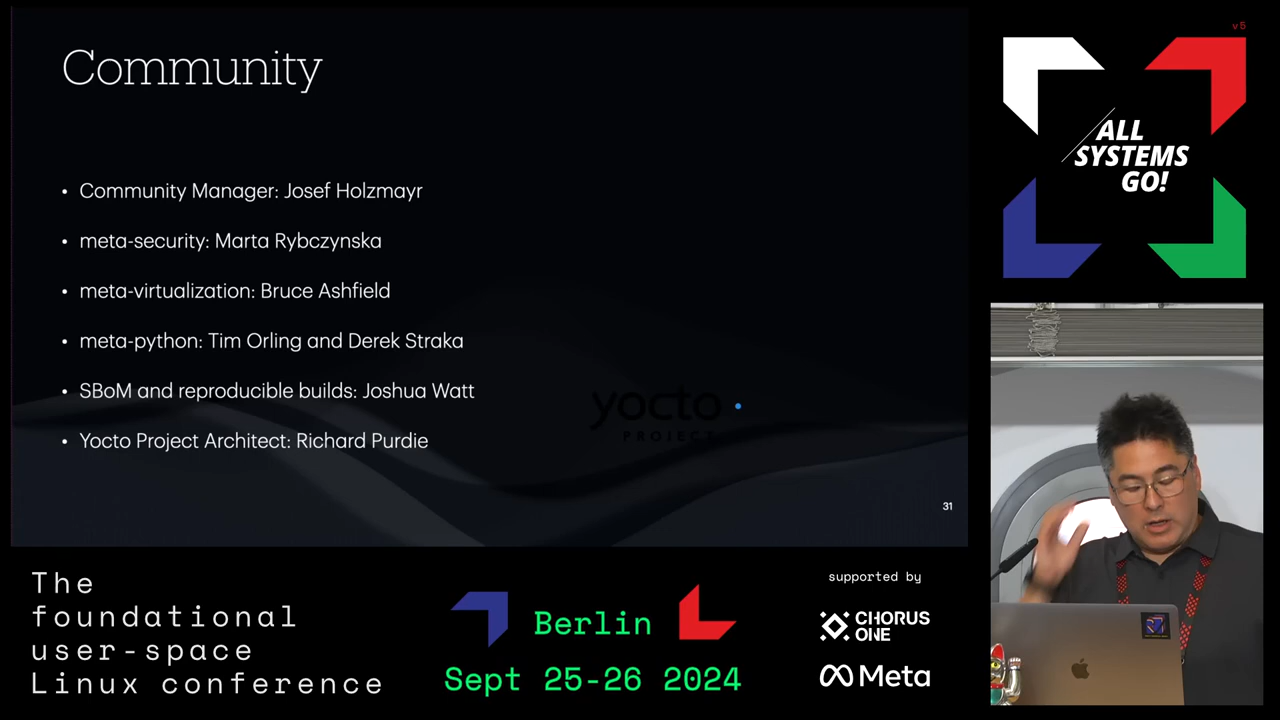 Community
• Community Manager: Josef Holzmayr
• meta-security: Marta Rybczynska
• meta-virtualization: Bruce Ashfield
• meta-python: Tim Orling and Derek Straka
• SBoM and reproducible builds: Joshua Watt
• Yocto Project Architect: Richard Purdie
yocto
PROJECT
31
v5
ALL
SYSTEMS
GO!
The
foundational
user-space
Linux conference
Berlin
Sept 25-26 2024
supported by
CHORUS
ONE
Meta